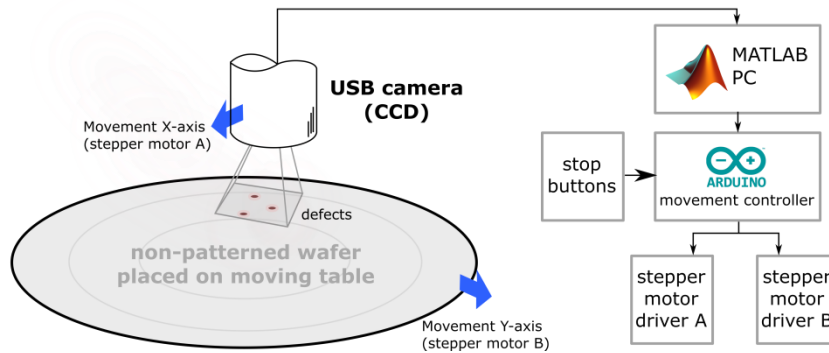 USB camera
(CCD)
Movement X-axis
(stepper motor A)
defects
non-patterned wafer
placed on moving table
Movement Y-axis
(stepper motor B)
MATLAB
PC
stop
buttons
ARDUINO
movement controller
stepper
motor
driver A
stepper
motor
driver B